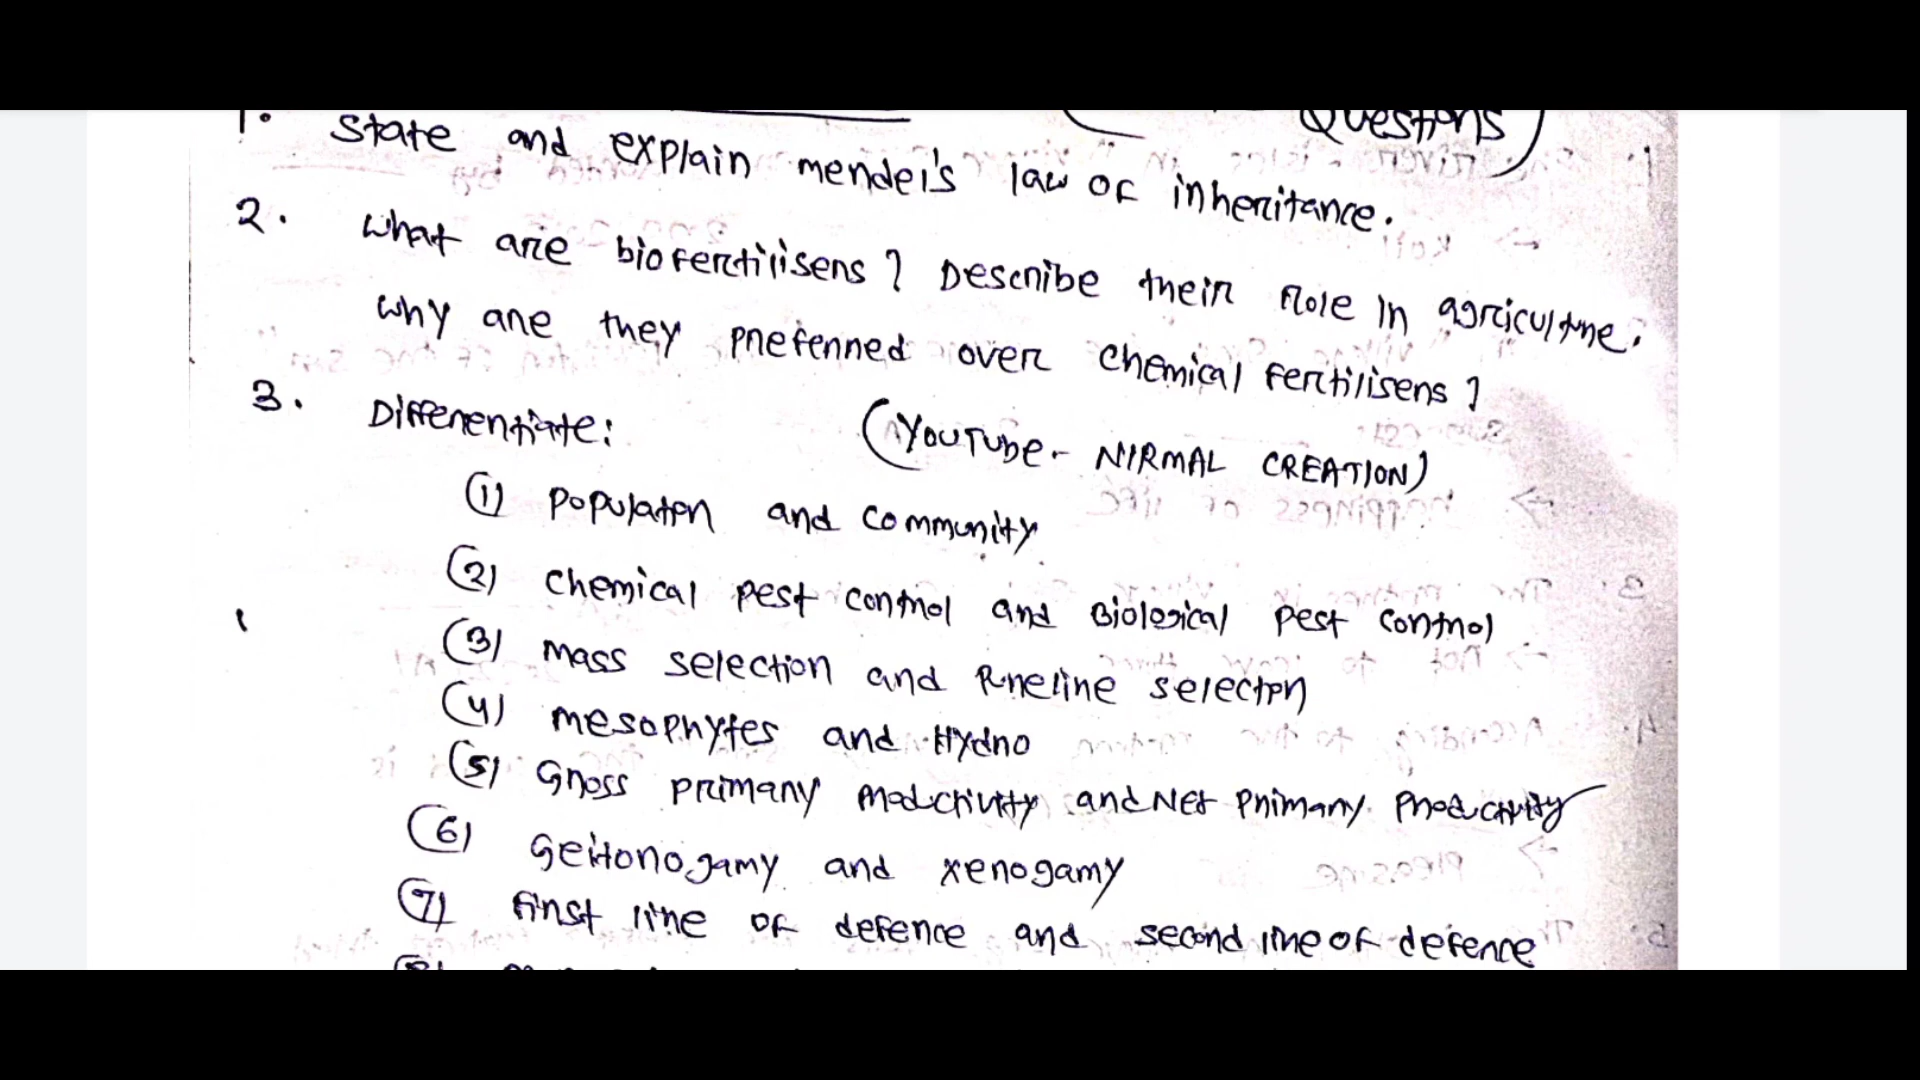 Questions)
1. State and explain mendel's law of inheritance.
2. What are biofertilisers? Describe their role in agriculture.
Why are they preferred over chemical fertilisers?
3. Differentiate:
(YouTube - NIRMAL CREATION)
(1) Population and community
(2) Chemical pest control and Biological pest control
(3) Mass selection and Pureline selection
(4) Mesophytes and Hydro
(5) Gross primary productivity and Net primary productivity
(6) Geitonogamy and xenogamy
(7) First line of defence and second line of defence